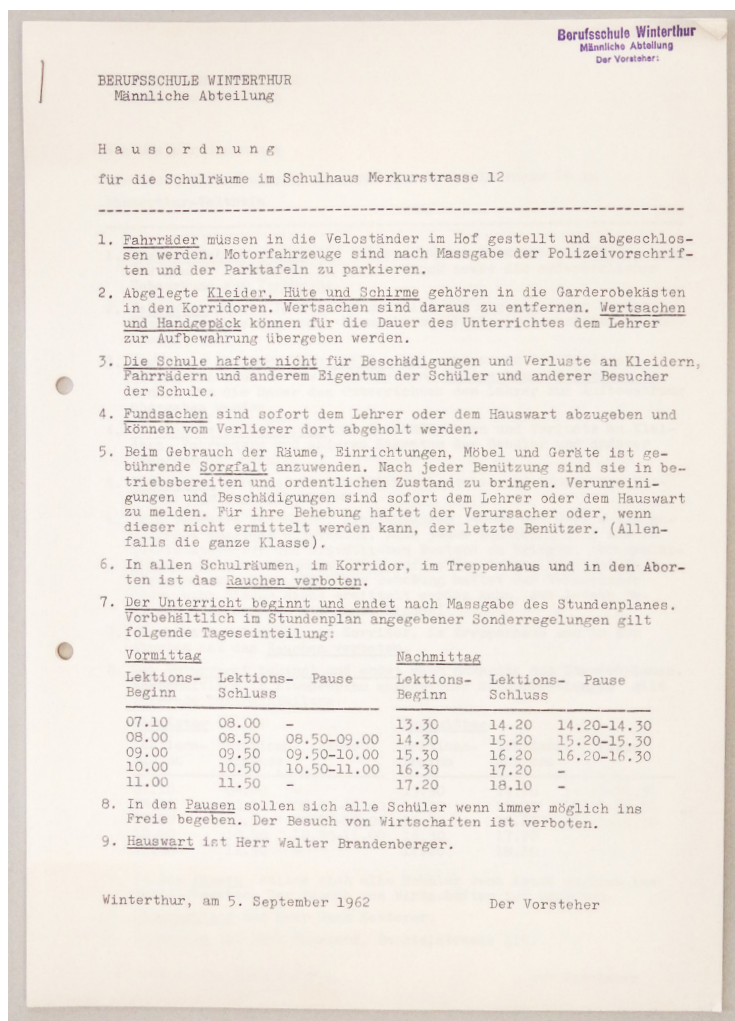 Berufsschule Winterthur
Männliche Abteilung
Der Vorsteher:
BERUFSSCHULE WINTERTHUR
Männliche Abteilung
H a u s o r d n u n g
für die Schulräume im Schulhaus Merkurstrasse 12
1. Fahrräder müssen in die Veloständer im Hof gestellt und abgeschlos-
sen werden. Motorfahrzeuge sind nach Massgabe der Polizeivorschrif-
ten und der Parktafeln zu parkieren.
2. Abgelegte Kleider, Hüte und Schirme gehören in die Garderobekästen
in den Korridoren. Wertsachen sind daraus zu entfernen. Wertsachen
und Handgepäck können für die Dauer des Unterrichtes dem Lehrer
zur Aufbewahrung übergeben werden.
3. Die Schule haftet nicht für Beschädigungen und Verluste an Kleidern,
Fahrrädern und anderem Eigentum der Schüler und anderer Besucher
der Schule.
4. Fundsachen sind sofort dem Lehrer oder dem Hauswart abzugeben und
können vom Verlierer dort abgeholt werden.
5. Beim Gebrauch der Räume, Einrichtungen, Möbel und Geräte ist ge-
bührende Sorgfalt anzuwenden. Nach jeder Benützung sind sie in be-
triebsbereiten und ordentlichen Zustand zu bringen. Verunreini-
gungen und Beschädigungen sind sofort dem Lehrer oder dem Hauswart
zu melden. Für ihre Behebung haftet der Verursacher oder, wenn
dieser nicht ermittelt werden kann, der letzte Benützer. (Allen-
falls die ganze Klasse).
6. In allen Schulräumen, im Korridor, im Treppenhaus und in den Abor-
ten ist das Rauchen verboten.
7. Der Unterricht beginnt und endet nach Massgabe des Stundenplanes.
Vorbehältlich im Stundenplan angegebener Sonderregelungen gilt
folgende Tageseinteilung:
Vormittag Nachmittag
Lektions- Lektions- Pause Lektions- Lektions- Pause
Beginn Schluss Beginn Schluss
07.10 08.00 – 13.30 14.20 14.20-14.30
08.00 08.50 08.50-09.00 14.30 15.20 15.20-15.30
09.00 09.50 09.50-10.00 15.30 16.20 16.20-16.30
10.00 10.50 10.50-11.00 16.30 17.20 –
11.00 11.50 – 17.20 18.10 –
8. In den Pausen sollen sich alle Schüler wenn immer möglich ins
Freie begeben. Der Besuch von Wirtschaften ist verboten.
9. Hauswart ist Herr Walter Brandenberger.
Winterthur, am 5. September 1962 Der Vorsteher